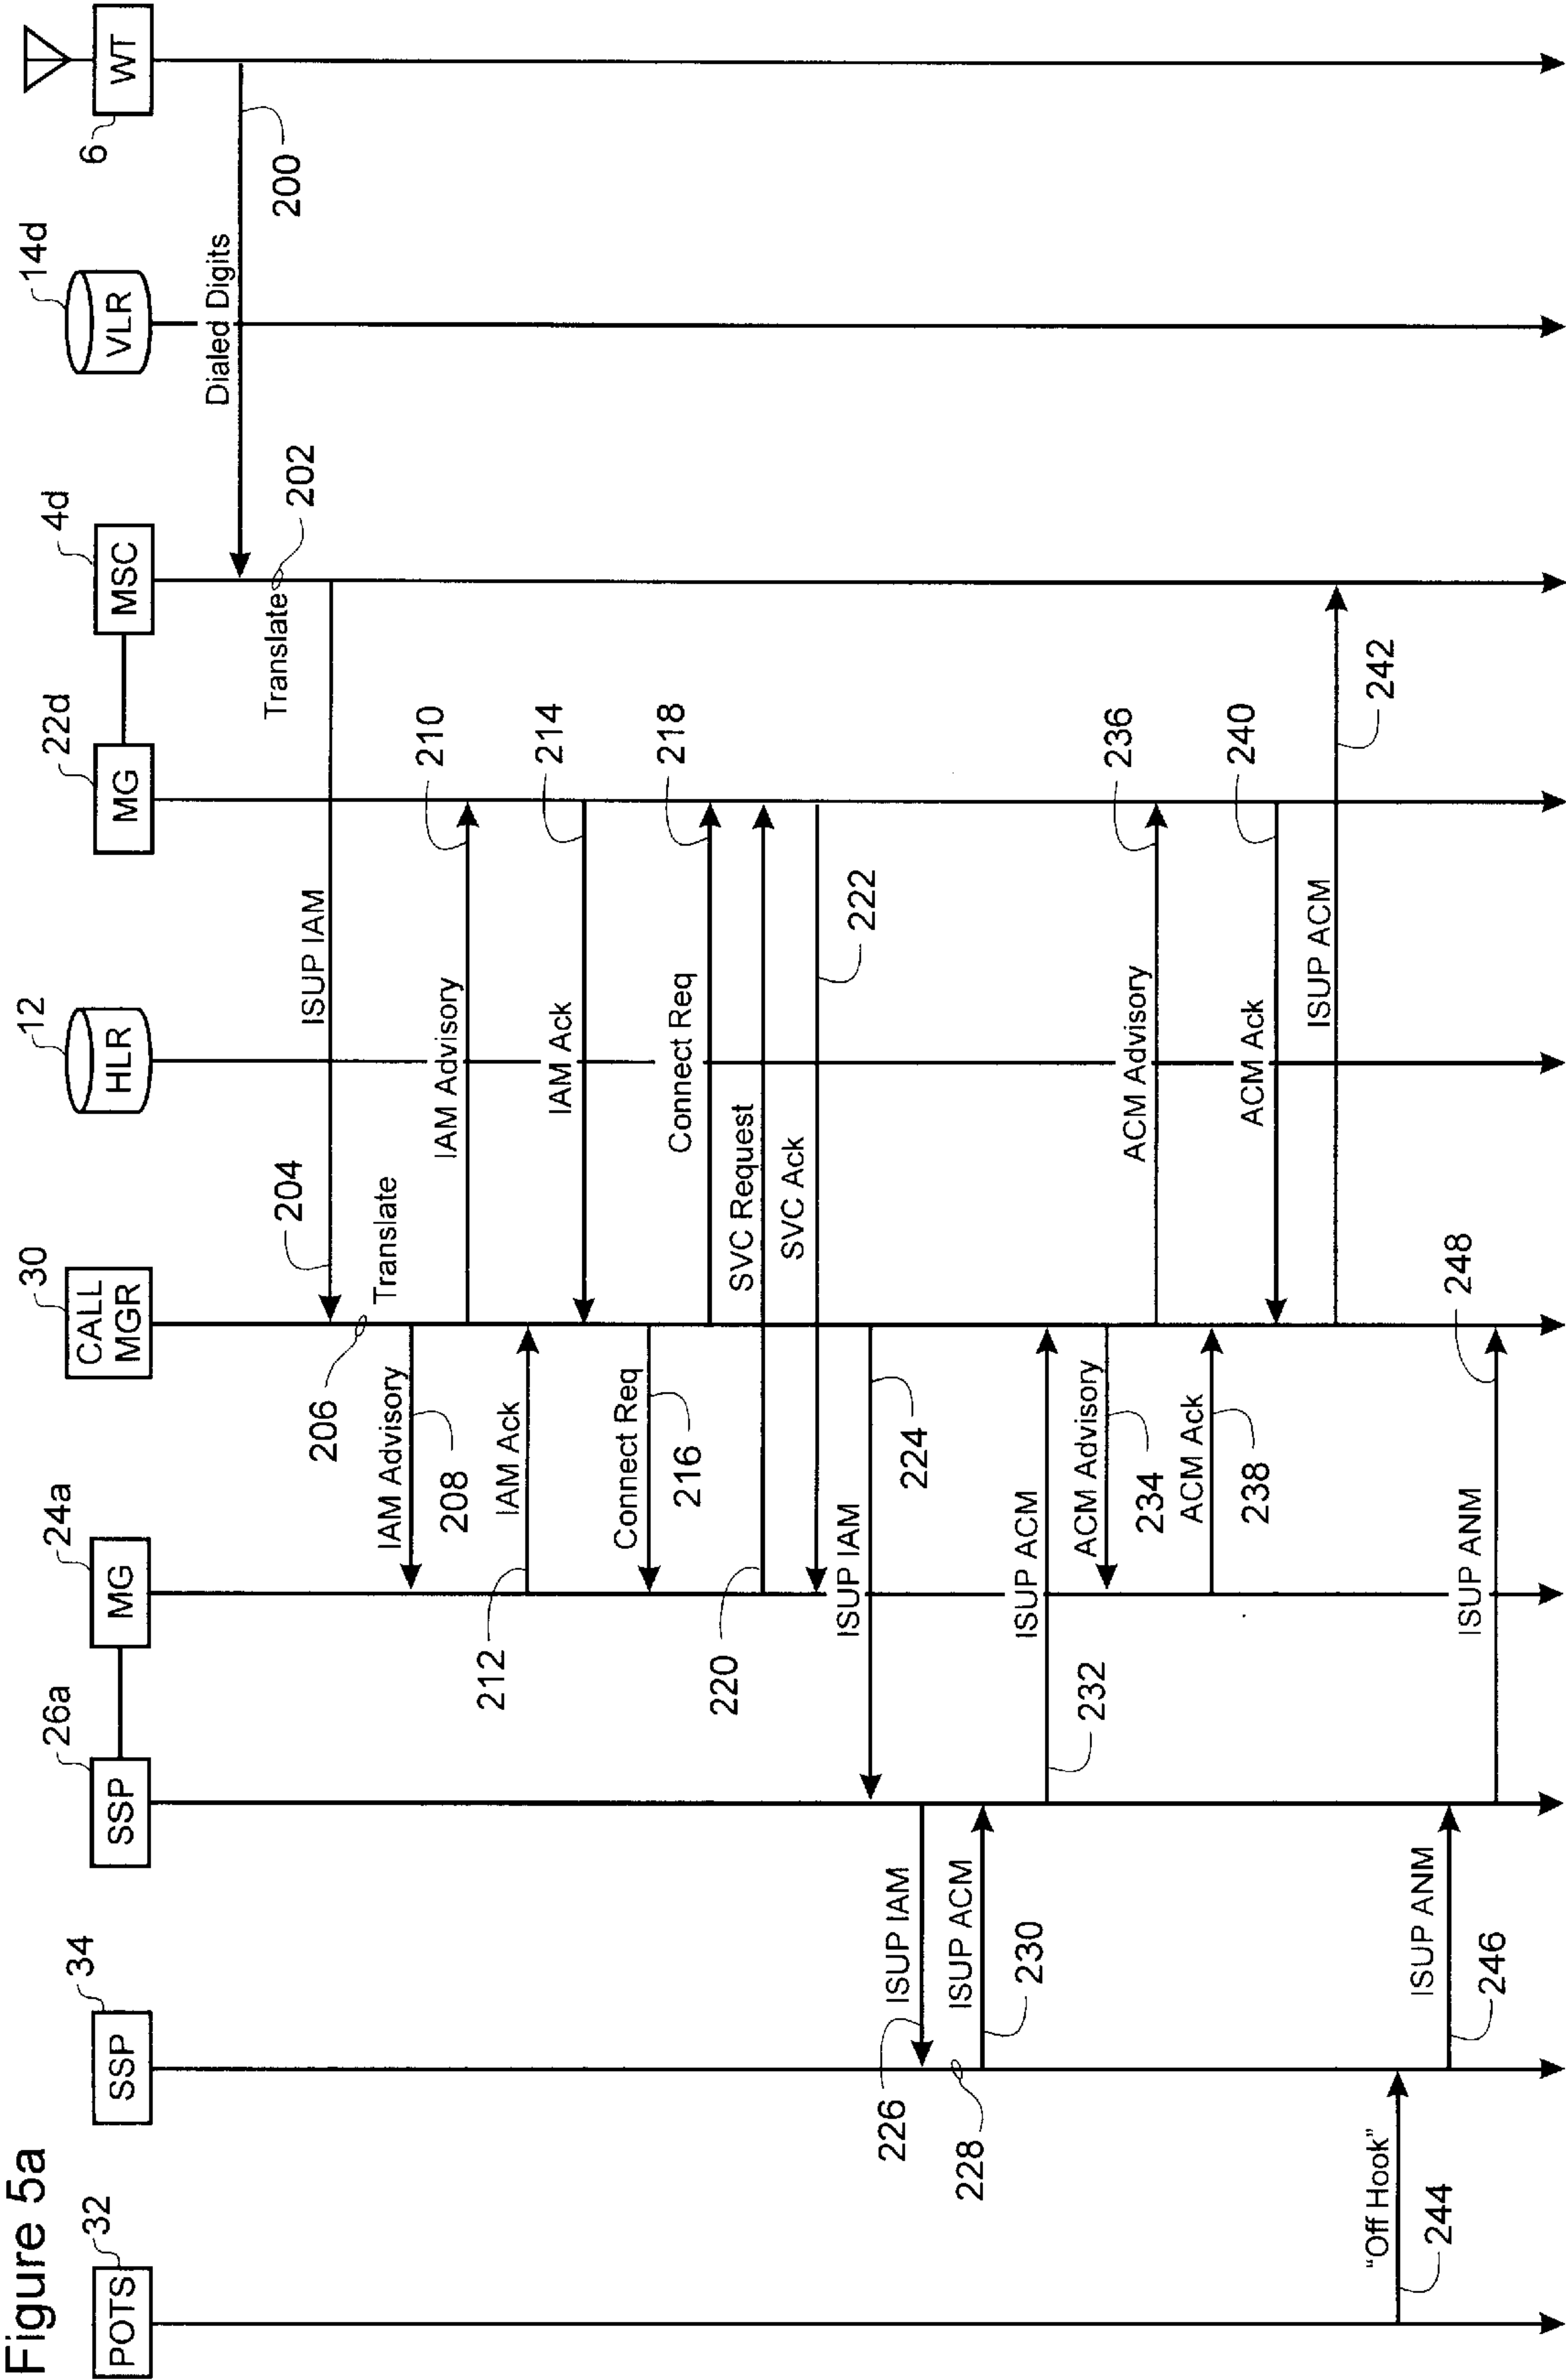 Figure 5a
POTS
32
SSP
34
SSP
26a
MG
24a
CALL
MGR
30
HLR
12
MG
22d
MSC
4d
VLR
14d
WT
6
Dialed Digits
200
Translate
202
ISUP IAM
204
206
Translate
IAM Advisory
208
IAM Advisory
210
IAM Ack
212
IAM Ack
214
Connect Req
216
Connect Req
218
SVC Request
220
SVC Ack
222
ISUP IAM
224
ISUP IAM
226
228
ISUP ACM
230
ISUP ACM
232
ACM Advisory
234
ACM Advisory
236
ACM Ack
238
ACM Ack
240
ISUP ACM
242
“Off Hook”
244
ISUP ANM
246
ISUP ANM
248